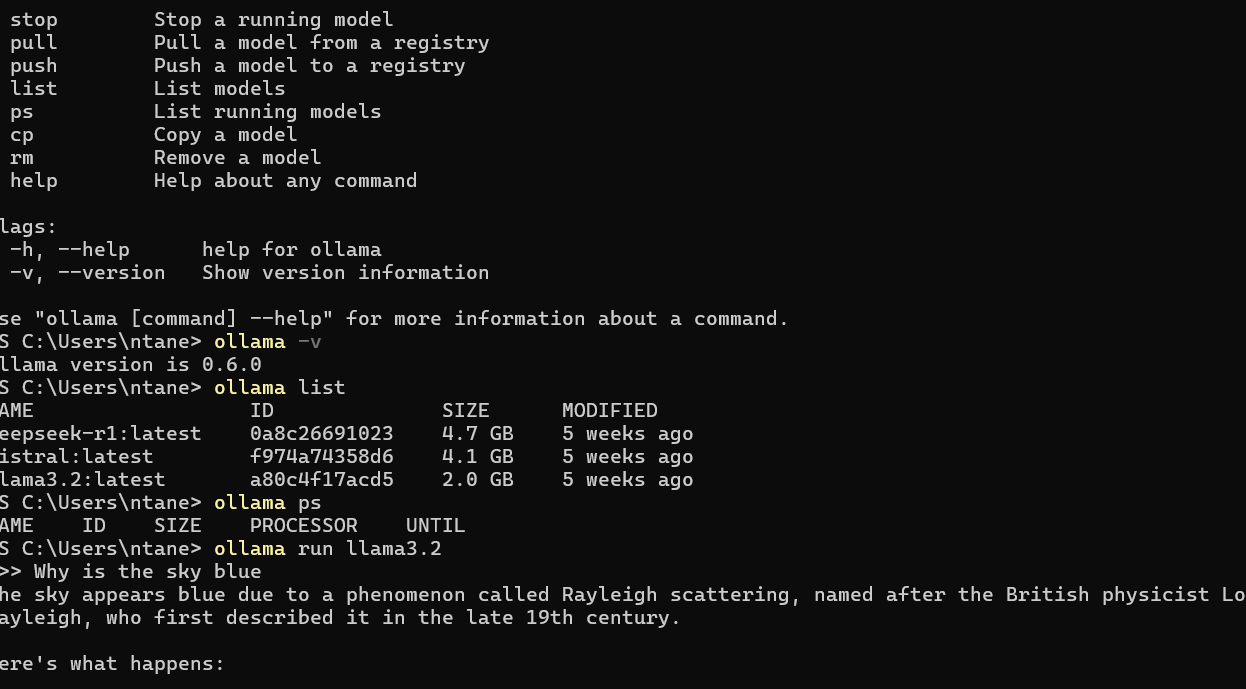 stop        Stop a running model
pull        Pull a model from a registry
push        Push a model to a registry
list        List models
ps          List running models
cp          Copy a model
rm          Remove a model
help        Help about any command
lags:
-h, --help      help for ollama
-v, --version   Show version information
se "ollama [command] --help" for more information about a command.
S C:\Users\ntane> ollama -v
llama version is 0.6.0
S C:\Users\ntane> ollama list
AME                  ID              SIZE      MODIFIED
eepseek-r1:latest    0a8c26691023    4.7 GB    5 weeks ago
istral:latest        f974a74358d6    4.1 GB    5 weeks ago
lama3.2:latest       a80c4f17acd5    2.0 GB    5 weeks ago
S C:\Users\ntane> ollama ps
AME    ID    SIZE    PROCESSOR    UNTIL
S C:\Users\ntane> ollama run llama3.2
>> Why is the sky blue
he sky appears blue due to a phenomenon called Rayleigh scattering, named after the British physicist Lo
ayleigh, who first described it in the late 19th century.
ere's what happens: